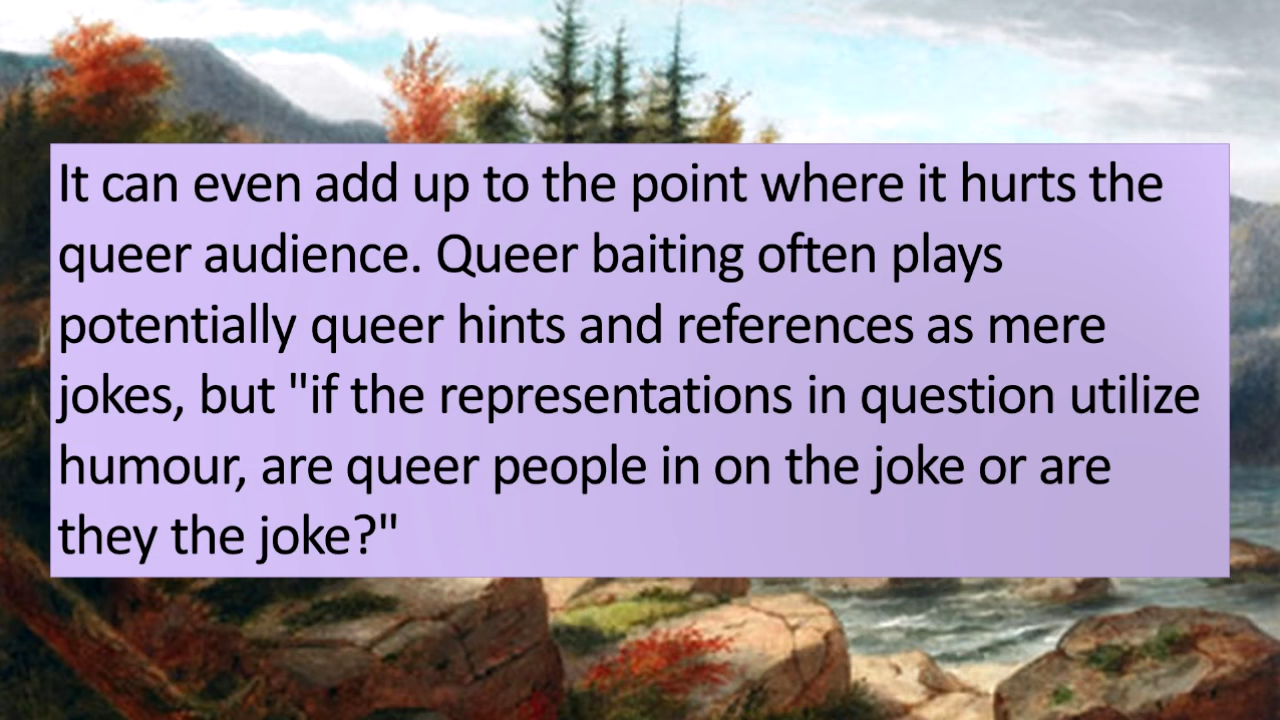 It can even add up to the point where it hurts the
queer audience. Queer baiting often plays
potentially queer hints and references as mere
jokes, but "if the representations in question utilize
humour, are queer people in on the joke or are
they the joke?"